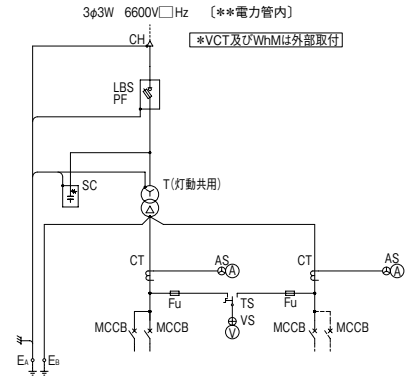 3φ3W 6600V□Hz 〔**電力管内〕
CH
*VCT及びWhMは外部取付
LBS
PF
SC
T(灯動共用)
CT
AS
A
CT
AS
A
Fu
TS
Fu
VS
V
MCCB
MCCB
MCCB
MCCB
EA
EB